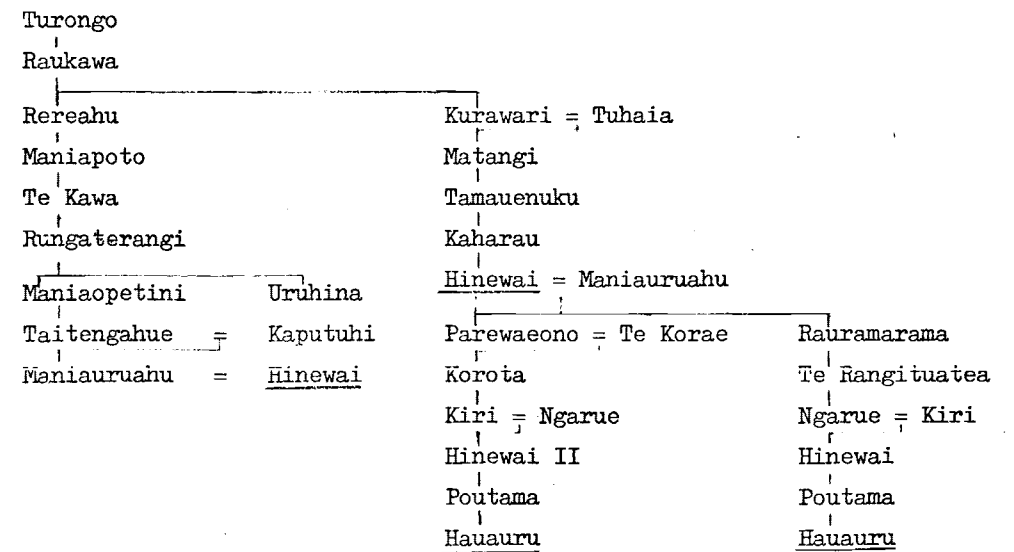 Turongo
Raukawa
Rereahu Kurawari = Tuhaia
Maniapoto Matangi
Te Kawa Tamauenuku
Rungaterangi Kaharau
Hinewai = Maniauruahu
Maniaopetini Uruhina
Taitengahue = Kaputuhi Parewaeono = Te Korae Rauramarama
Maniauruahu = Hinewai Korota Te Rangituatea
Kiri = Ngarue Ngarue = Kiri
Hinewai II Hinewai
Poutama Poutama
Hauauru Hauauru